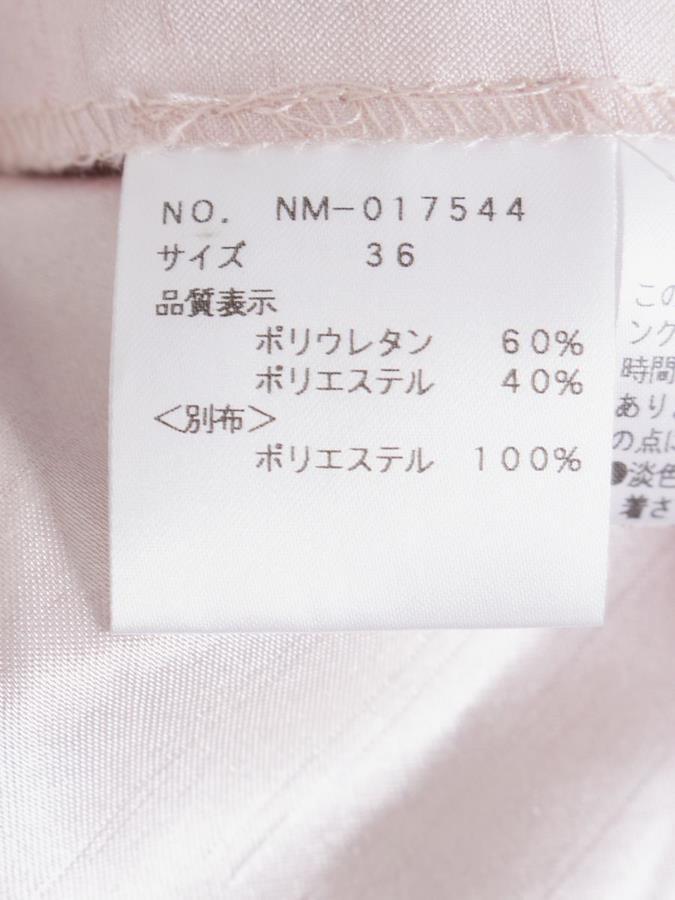 NO. NM-017544
サイズ 36
品質表示
ポリウレタン 60%
ポリエステル 40%
<別布>
ポリエステル 100%
この
ング
時間
あり
の点に
●淡色
着さ